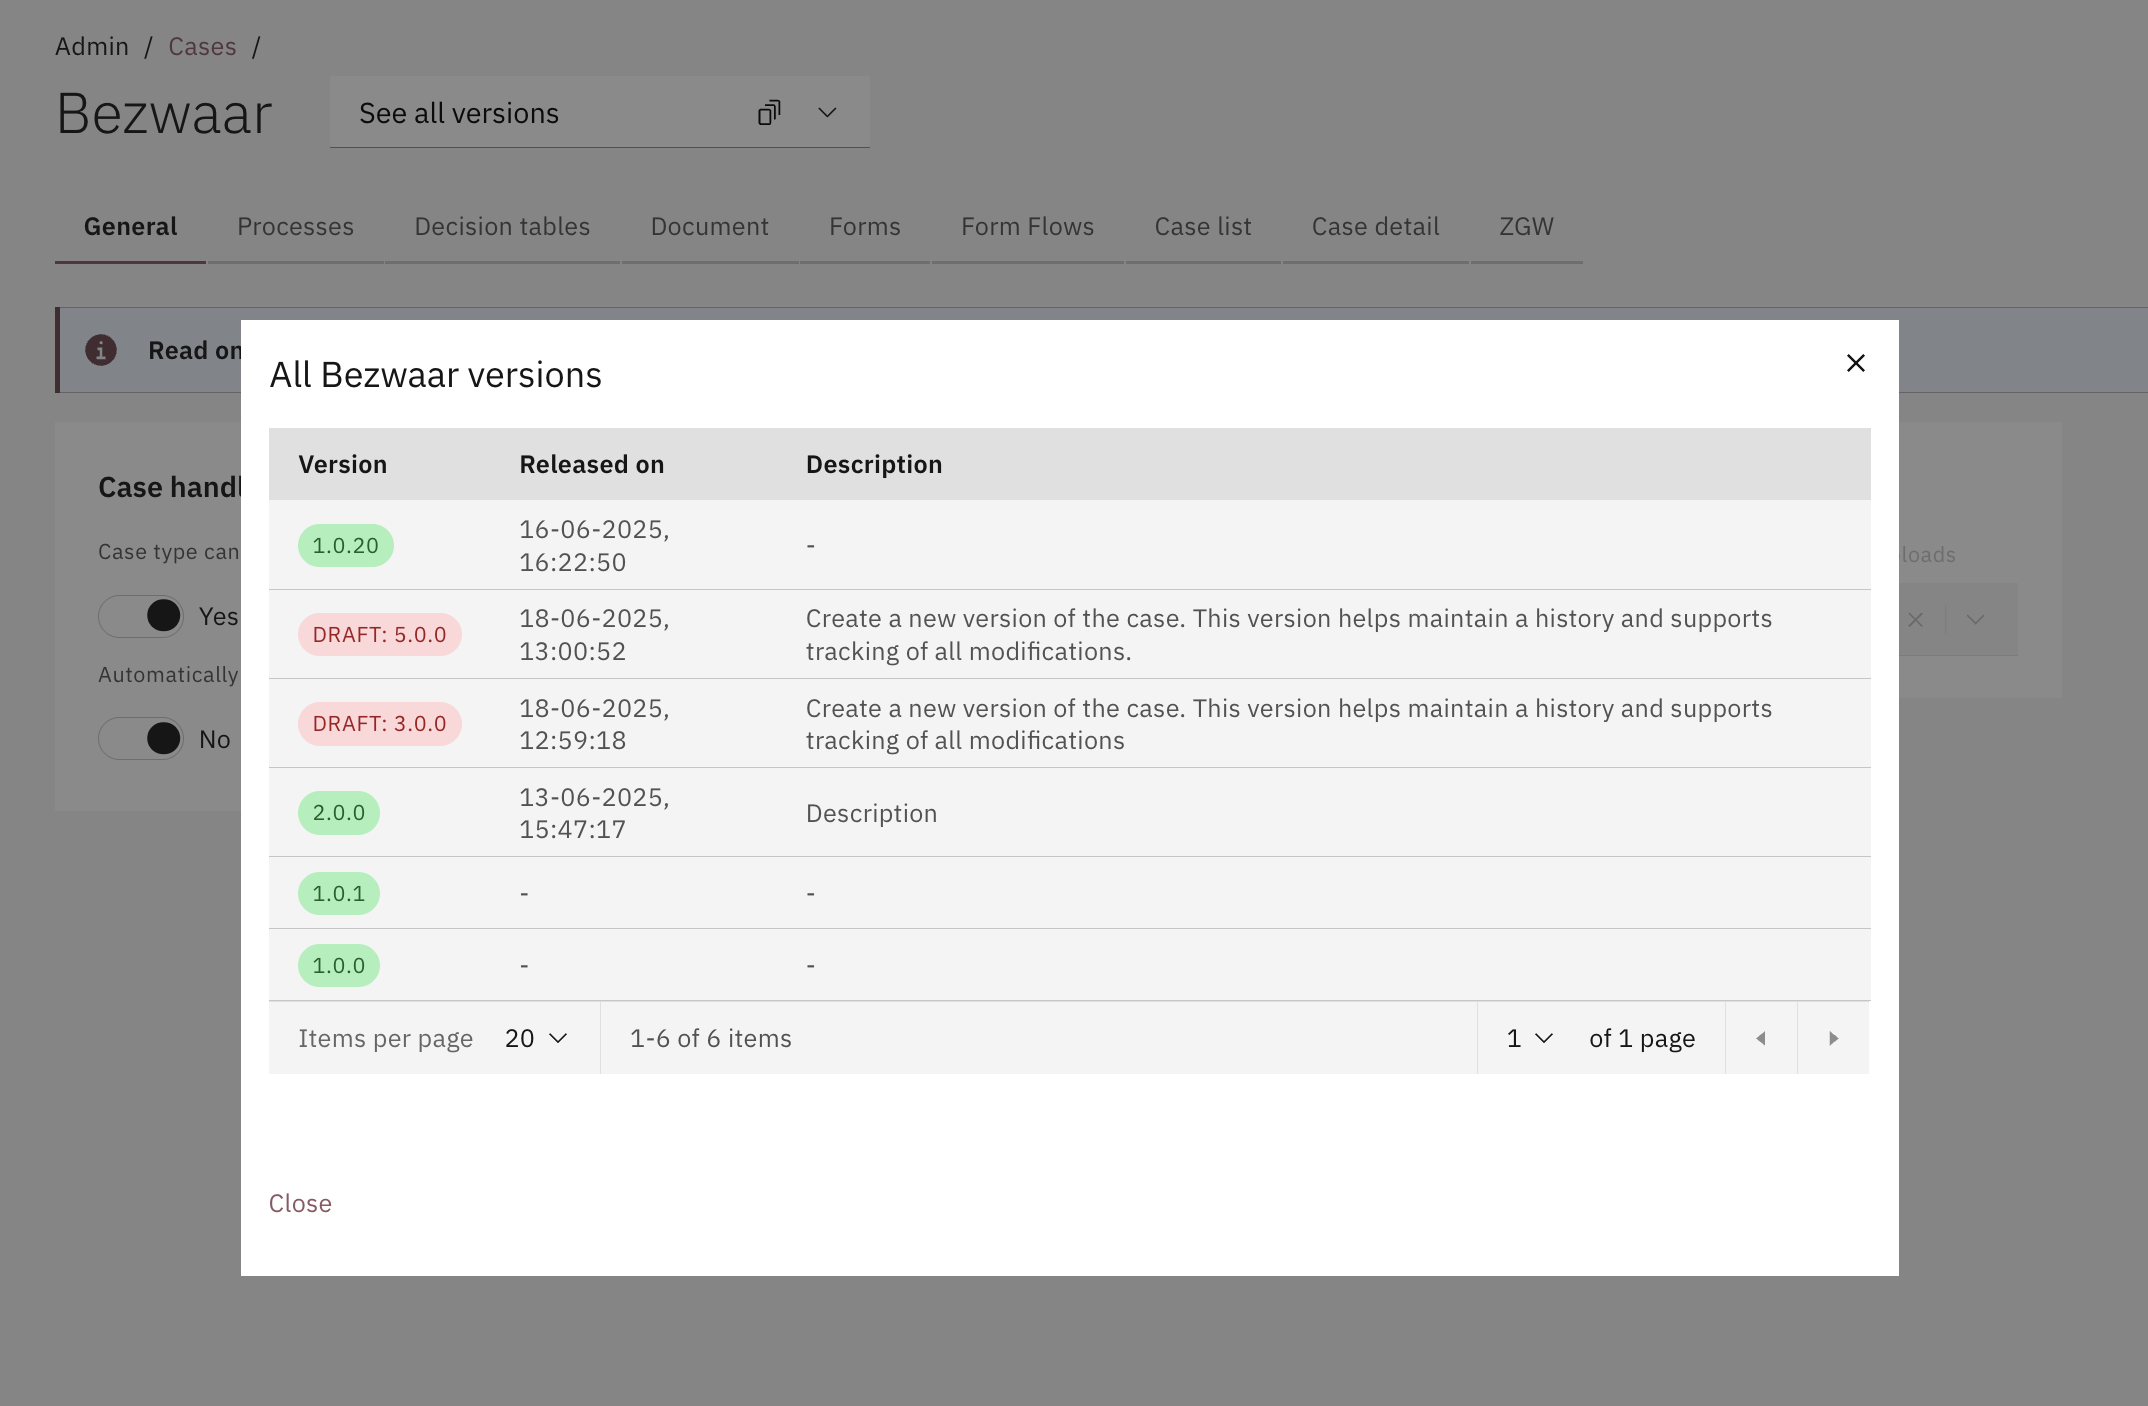 Admin / Cases /
Bezwaar
See all versions
General Processes Decision tables Document Forms Form Flows Case list Case detail ZGW
Read on
All Bezwaar versions
Version Released on Description
Case handl
1.0.20 16-06-2025, -
16:22:50
Case type can
loads
DRAFT: 5.0.0 18-06-2025, Create a new version of the case. This version helps maintain a history and supports
13:00:52 tracking of all modifications.
Yes
Automatically
DRAFT: 3.0.0 18-06-2025, Create a new version of the case. This version helps maintain a history and supports
12:59:18 tracking of all modifications
No
2.0.0 13-06-2025, Description
15:47:17
1.0.1 - -
1.0.0 - -
Items per page 20 1-6 of 6 items 1 of 1 page
Close